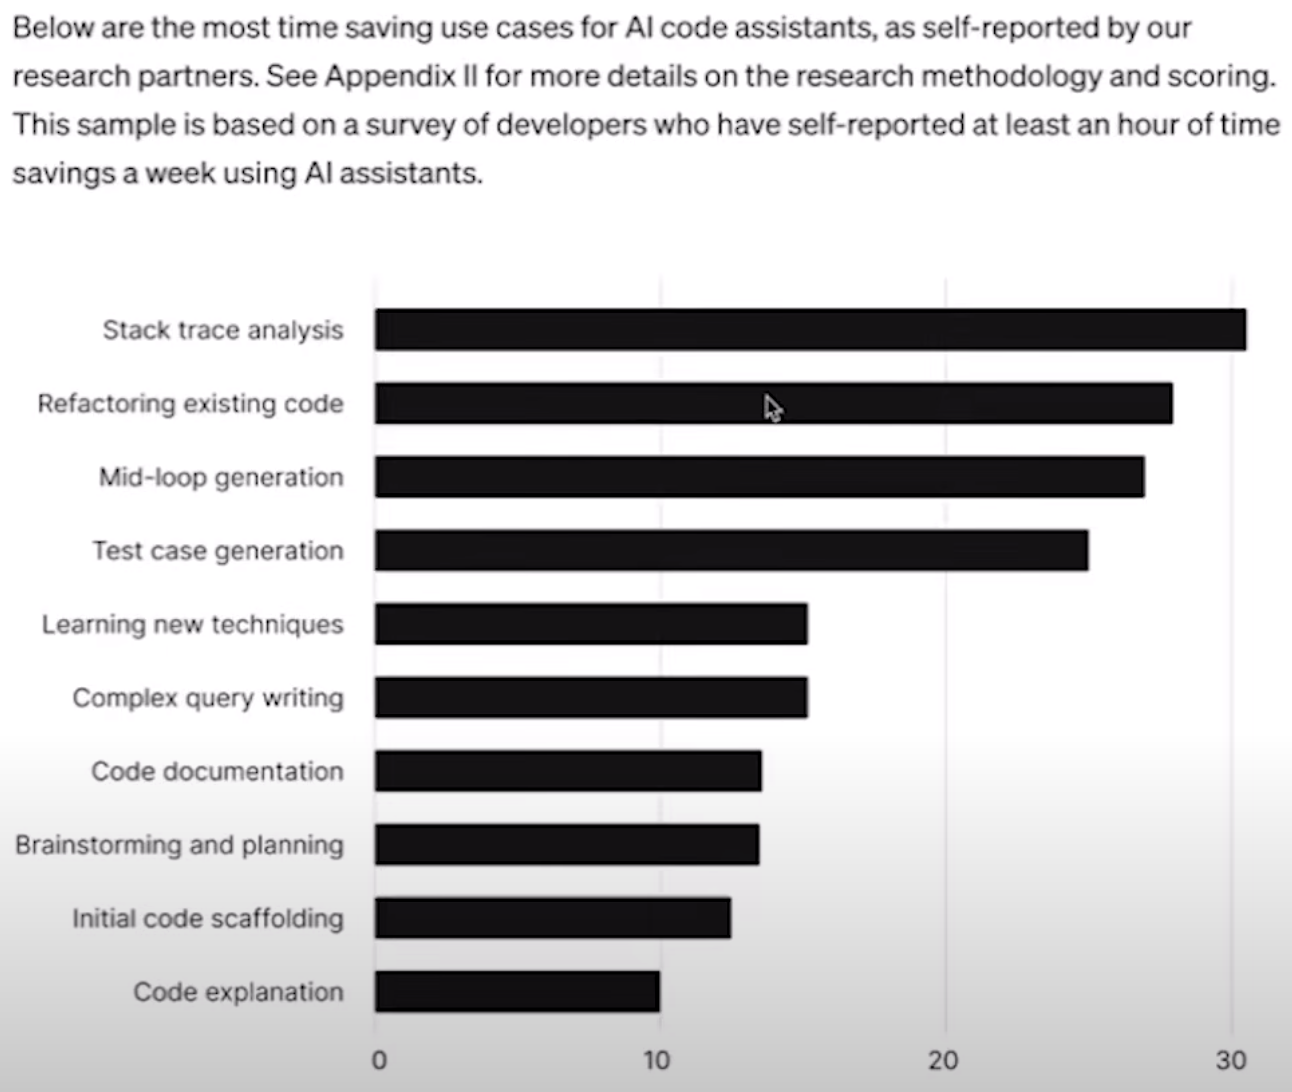 Below are the most time saving use cases for AI code assistants, as self-reported by our
research partners. See Appendix II for more details on the research methodology and scoring.
This sample is based on a survey of developers who have self-reported at least an hour of time
savings a week using AI assistants.
Stack trace analysis
Refactoring existing code
Mid-loop generation
Test case generation
Learning new techniques
Complex query writing
Code documentation
Brainstorming and planning
Initial code scaffolding
Code explanation
0 10 20 30